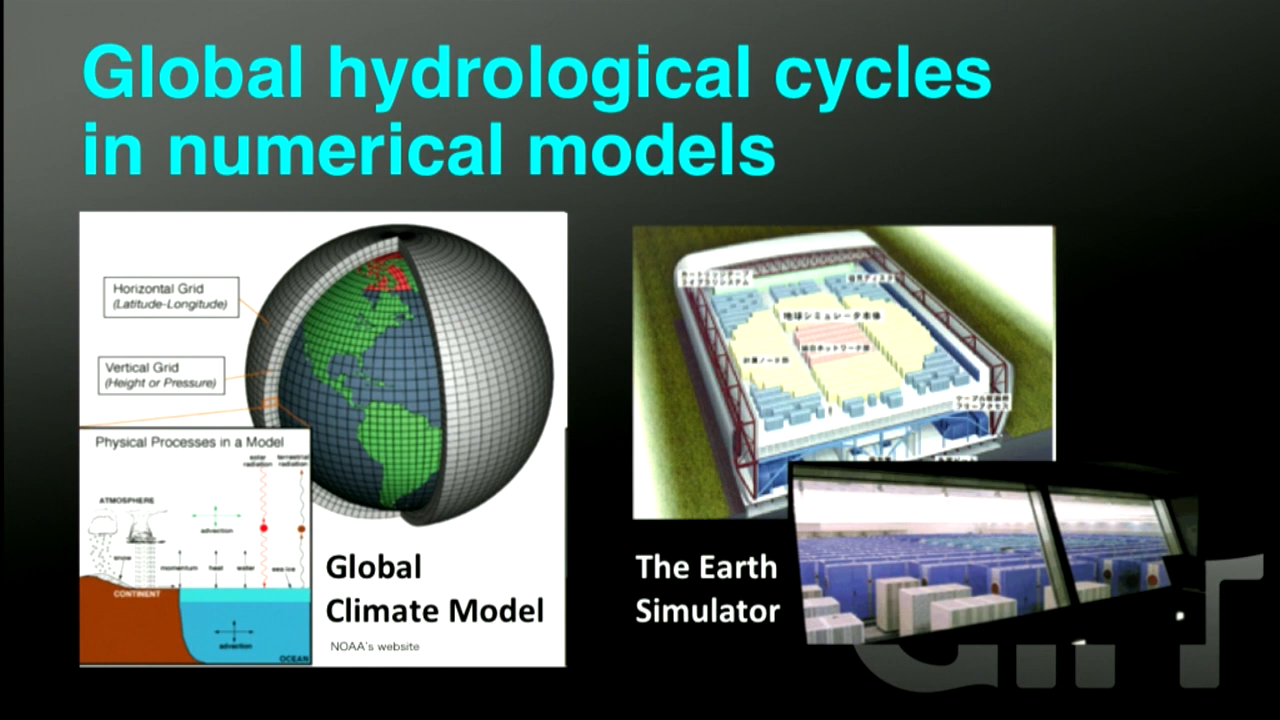 Global hydrological cycles
in numerical models
Horizontal Grid
(Latitude-Longitude)
Vertical Grid
(Height or Pressure)
Physical Processes in a Model
solar
radiation
terrestrial
radiation
ATMOSPHERE
advection
snow
momentum heat water sea ice
CONTINENT
advection
OCEAN
Global
Climate Model
NOAA's website
地球シミュレータ本体
計算ノード部
The Earth
Simulator